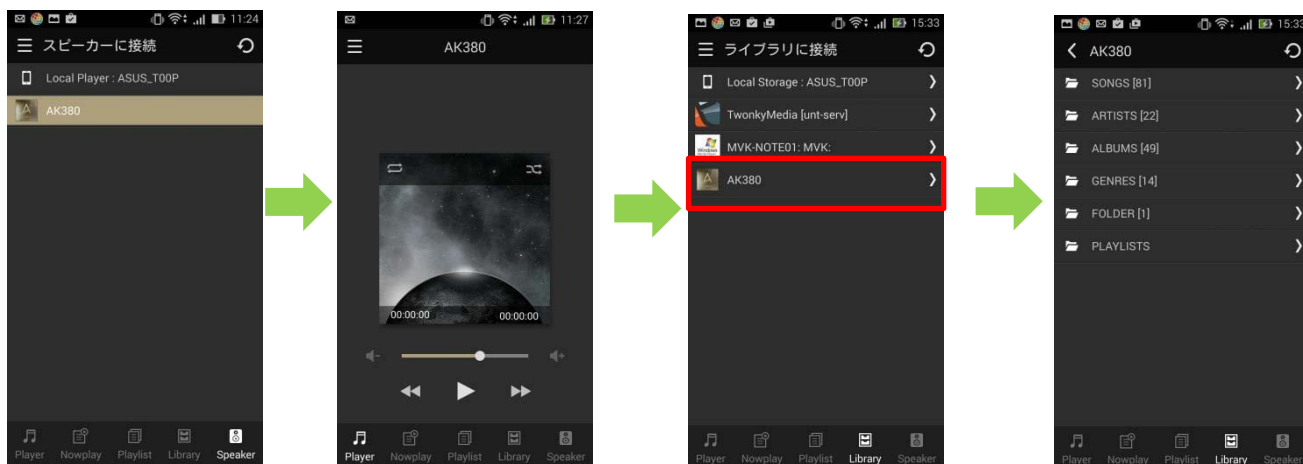 11:24
スピーカーに接続
Local Player : ASUS_T00P
AK380
Player Nowplay Playlist Library Speaker
11:27
AK380
00:00:00 00:00:00
Player Nowplay Playlist Library Speaker
15:33
ライブラリに接続
Local Storage : ASUS_T00P
TwonkyMedia [unt-serv]
MVK-NOTE01: MVK:
AK380
Player Nowplay Playlist Library Speaker
15:33
AK380
SONGS [81]
ARTISTS [22]
ALBUMS [49]
GENRES [14]
FOLDER [1]
PLAYLISTS
Player Nowplay Playlist Library Speaker